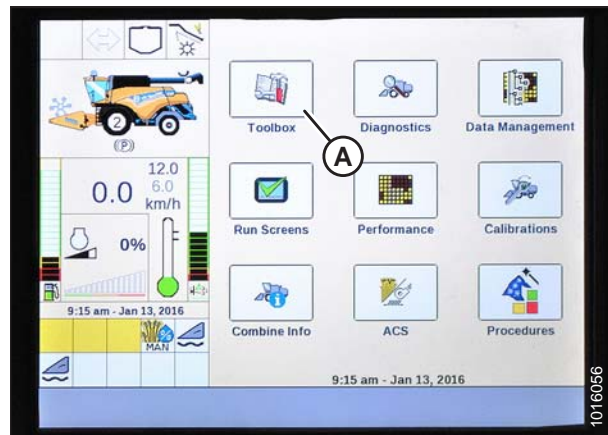 2
(P)
12.0
0.0 6.0
km/h
0%
9:15 am - Jan 13, 2016
MAN
Toolbox Diagnostics Data Management
A
Run Screens Performance Calibrations
Combine Info ACS Procedures
9:15 am - Jan 13, 2016
1016056